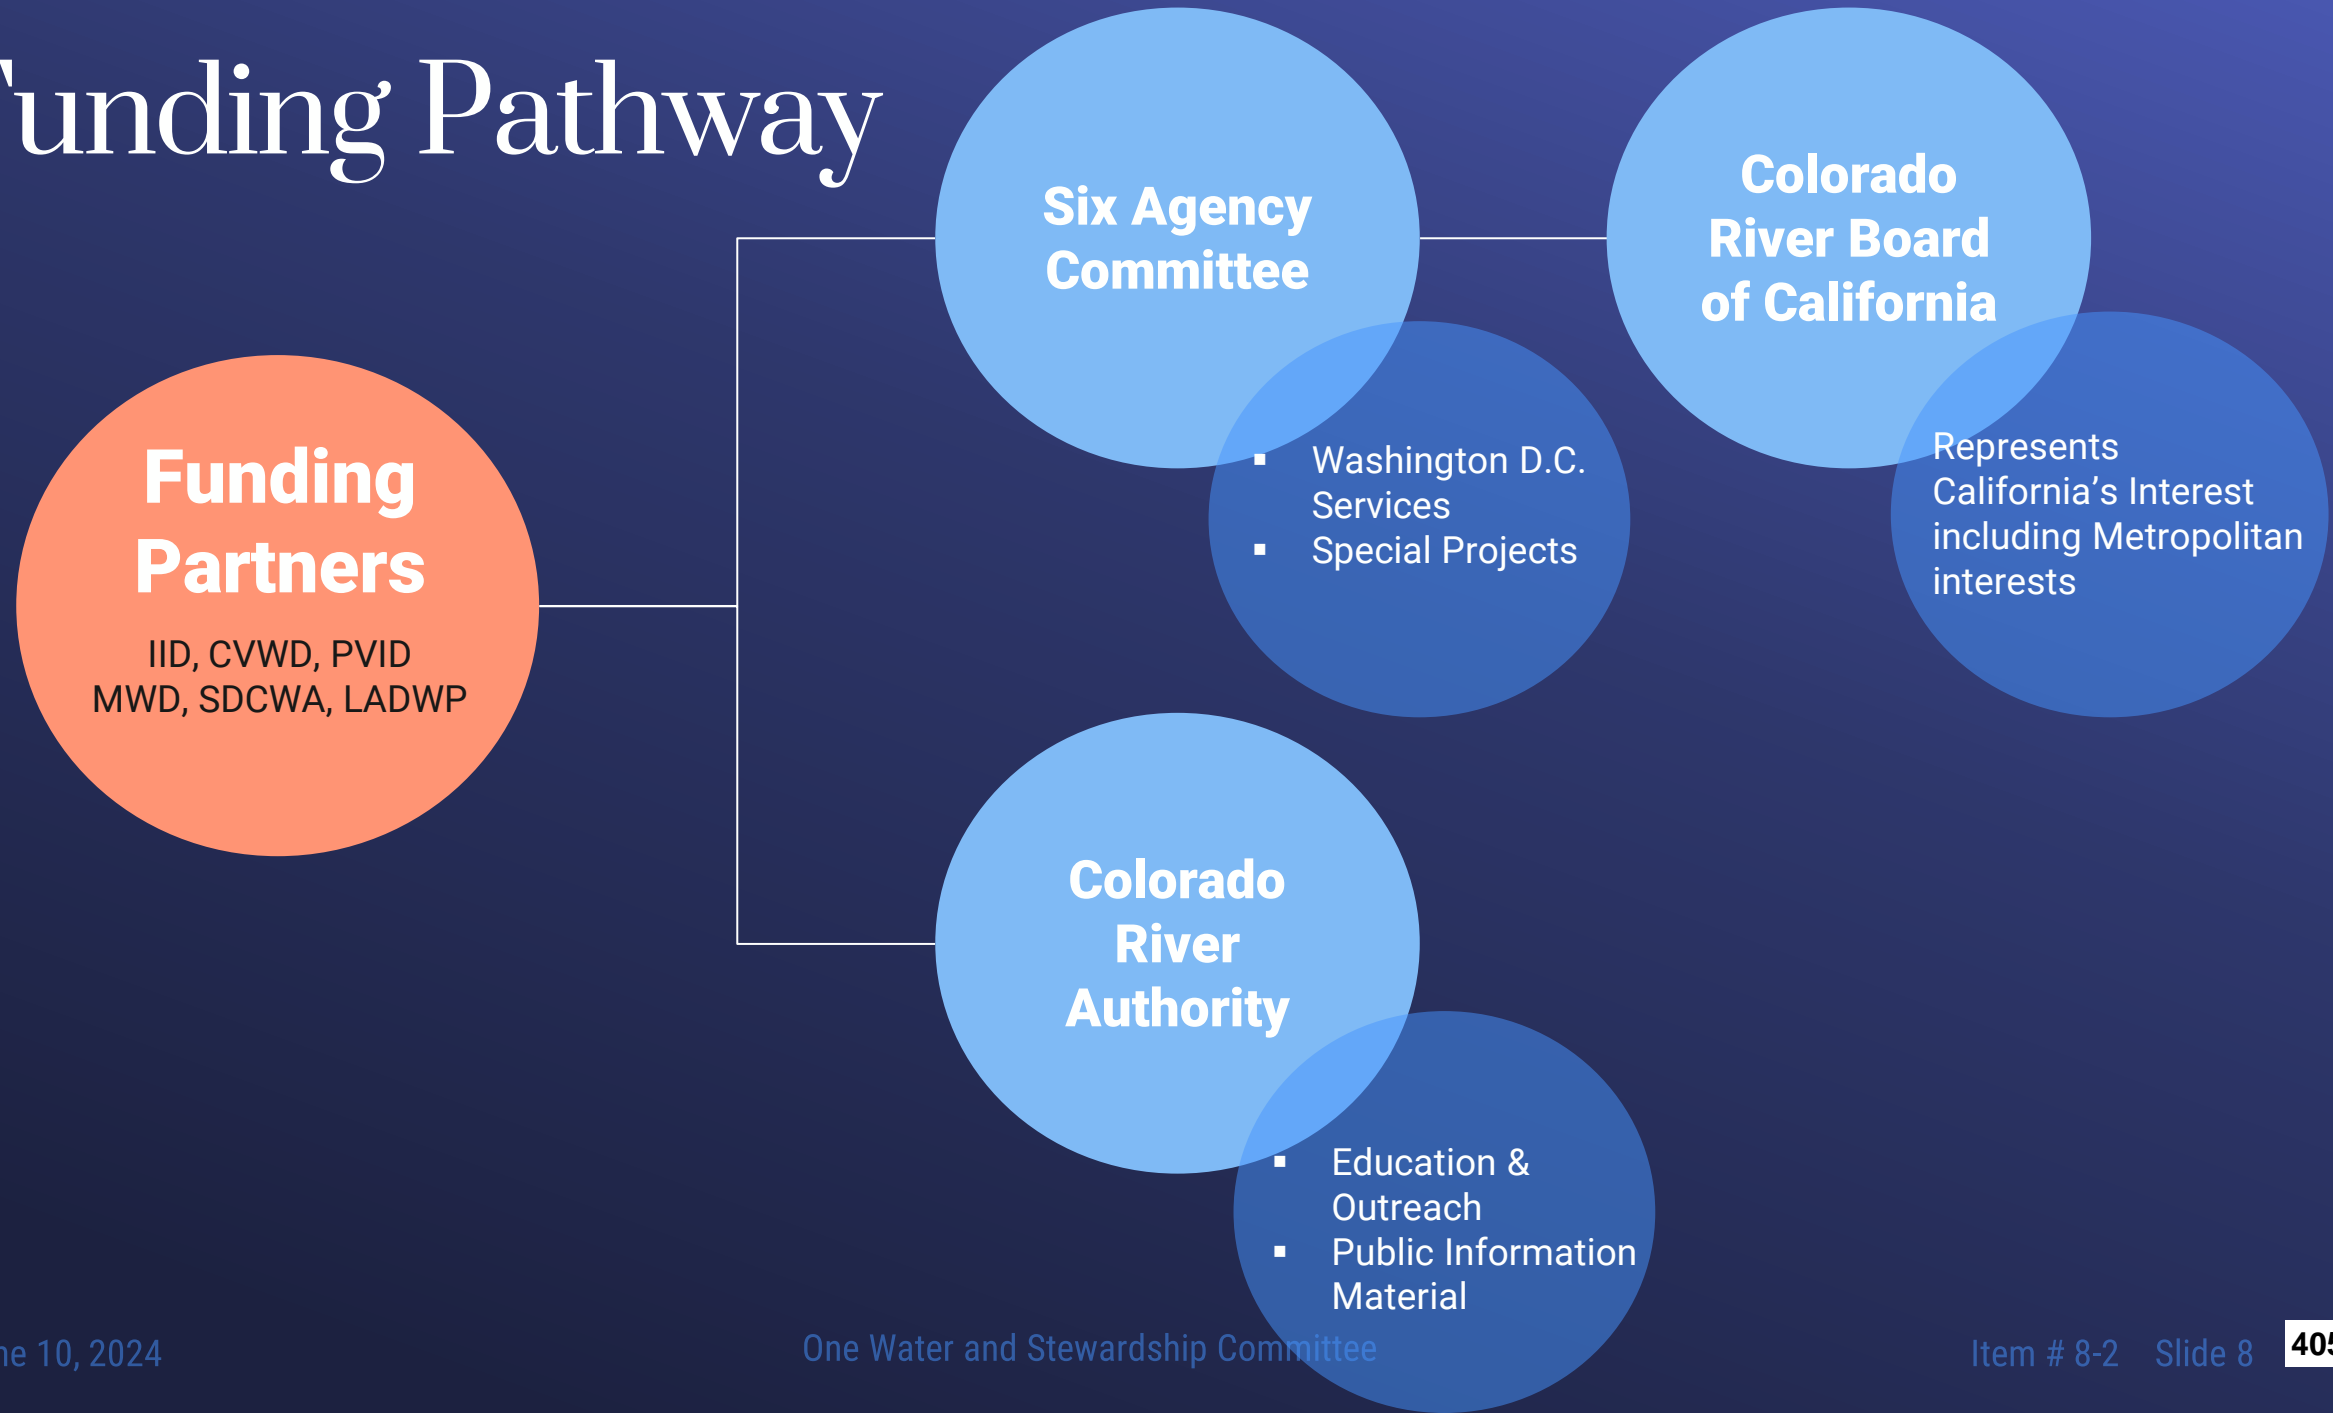 Funding Pathway
Six Agency
Committee
Colorado
River Board
of California
Funding
Partners
IID, CVWD, PVID
MWD, SDCWA, LADWP
Washington D.C.
Services
Special Projects
Represents
California's Interest
including Metropolitan
interests
Colorado
River
Authority
Education &
Outreach
Public Information
Material
ne 10, 2024
One Water and Stewardship Committee
Item # 8-2 Slide 8
405